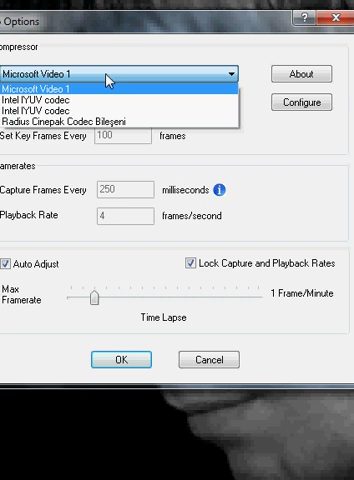 Options
ompressor
Microsoft Video 1
About
Microsoft Video 1
Intel IYUV codec
Intel IYUV codec
Radius Cinepak Codec Bileşeni
Configure
Set Key Frames Every 100 frames
amerates
Capture Frames Every 250 milliseconds
Playback Rate 4 frames/second
Auto Adjust
Lock Capture and Playback Rates
Max
Framerate
1 Frame/Minute
Time Lapse
OK
Cancel